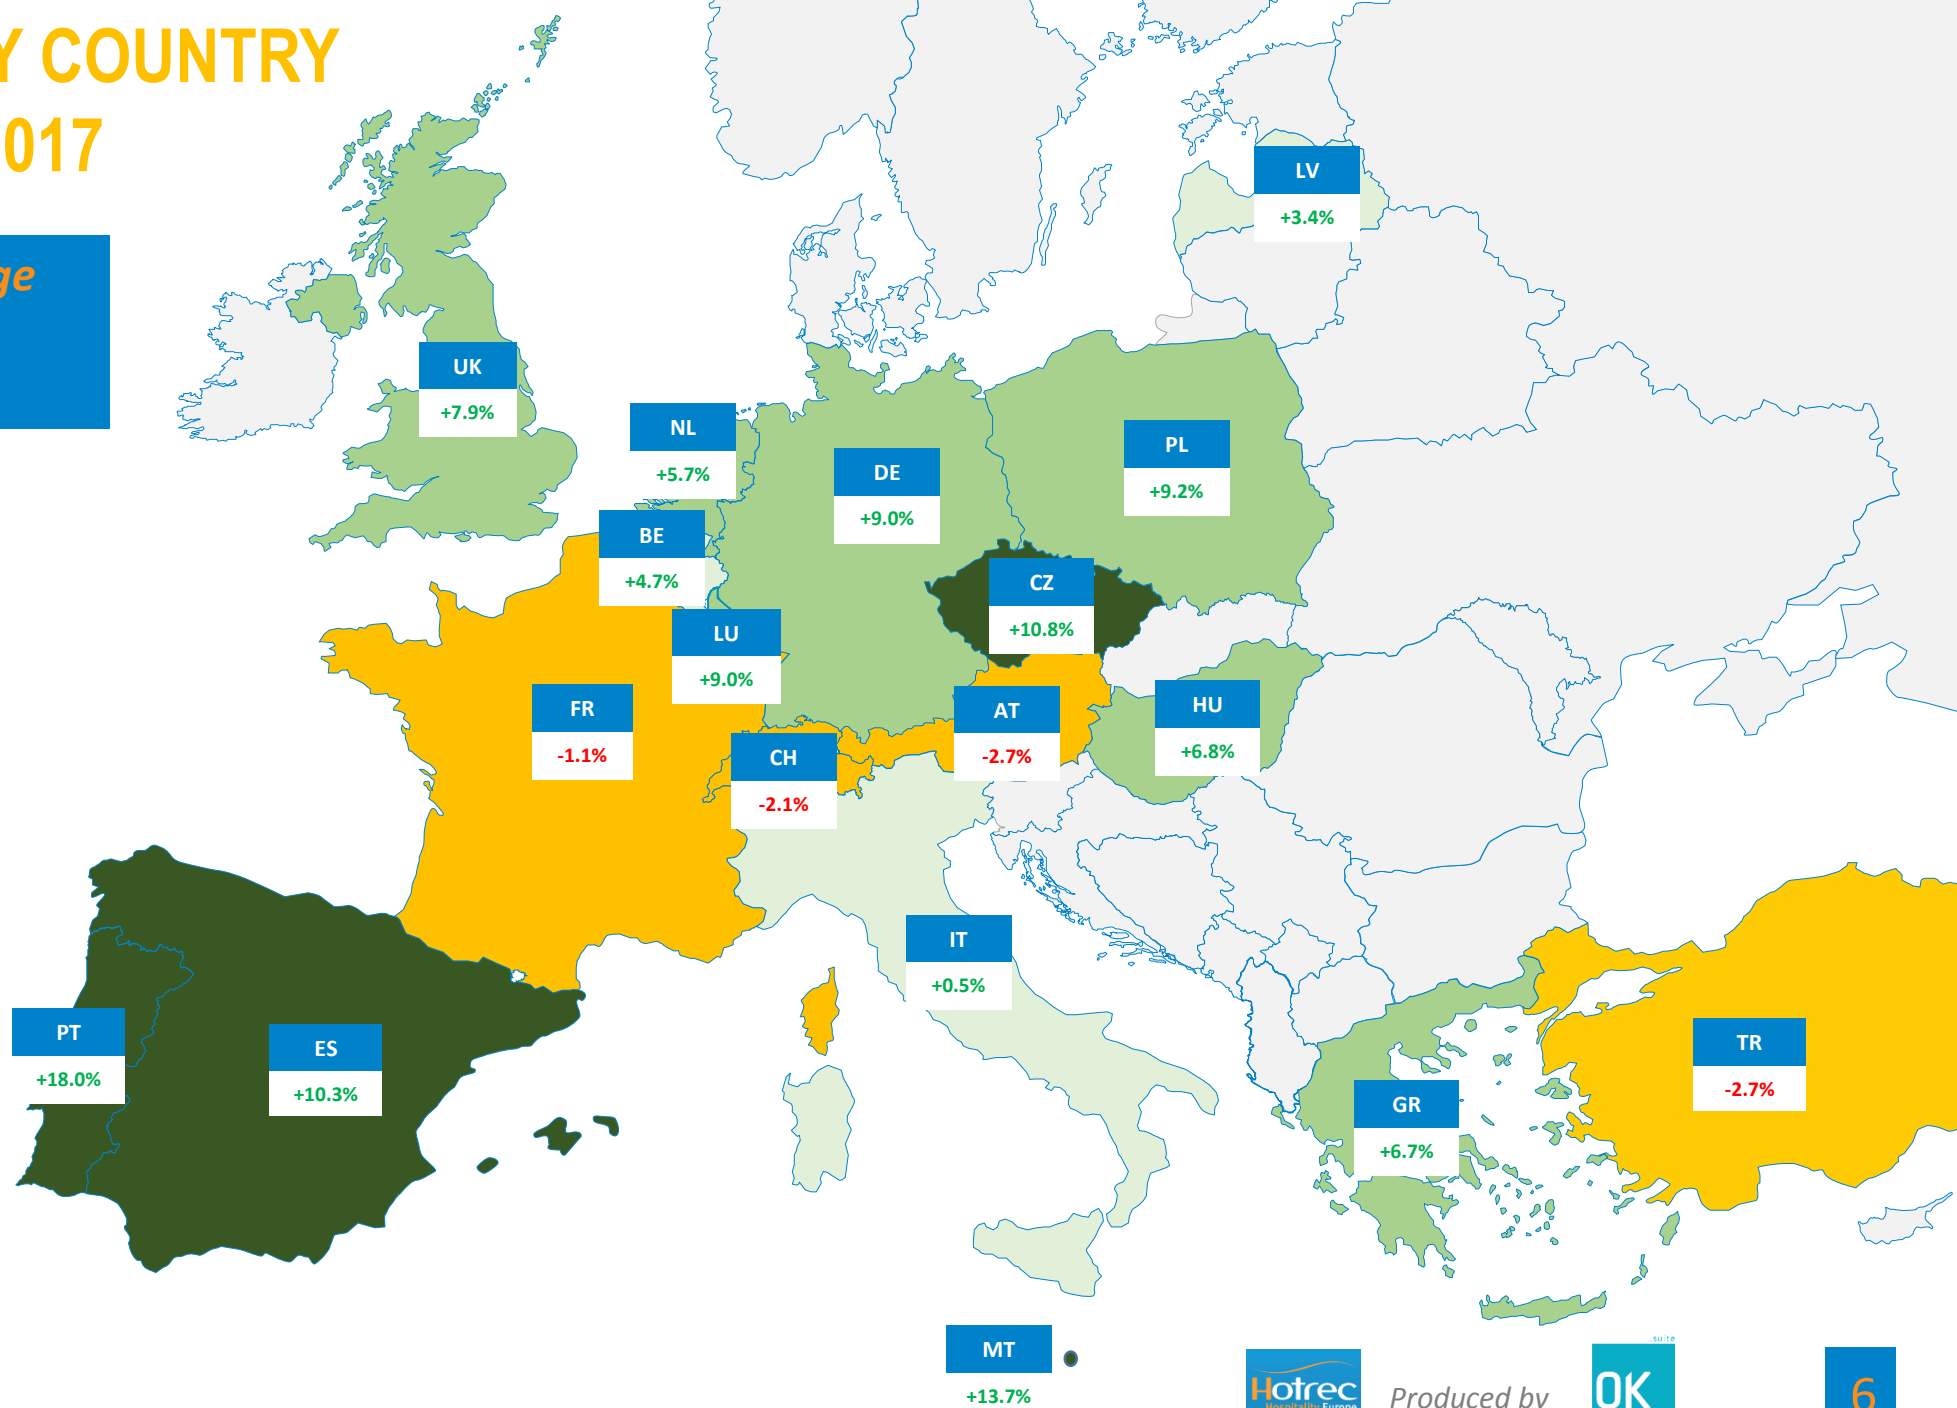 Y COUNTRY
017
ge
LV
+3.4%
UK
+7.9%
NL
+5.7%
DE
+9.0%
PL
+9.2%
BE
+4.7%
CZ
+10.8%
LU
+9.0%
FR
-1.1%
AT
-2.7%
HU
+6.8%
CH
-2.1%
IT
+0.5%
PT
+18.0%
ES
+10.3%
TR
-2.7%
GR
+6.7%
MT
+13.7%
Hotrec
Hospitality Europe
Produced by
suite
OK
6